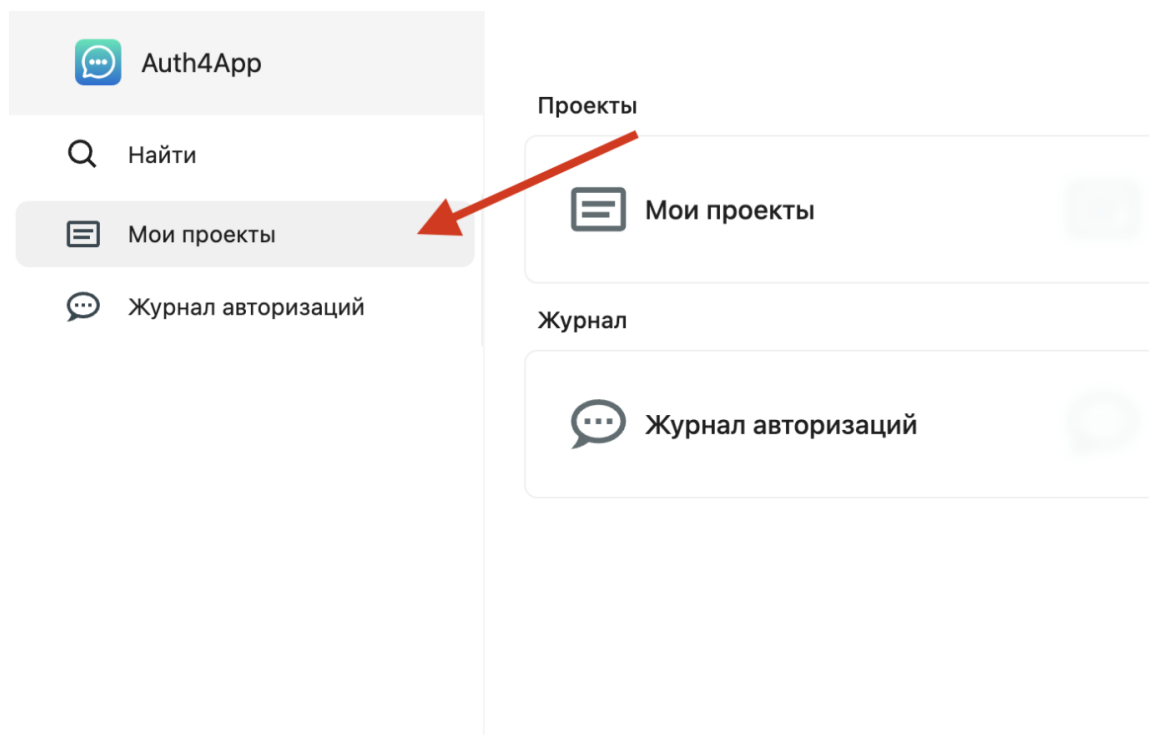 Auth4App
Найти
Мои проекты
Журнал авторизаций
Проекты
Мои проекты
Журнал
Журнал авторизаций